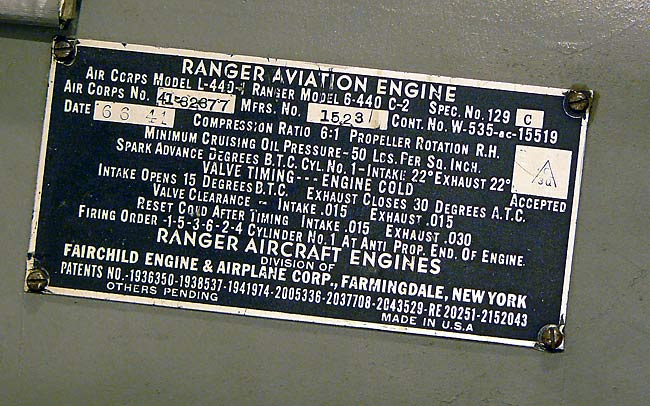 RANGER AVIATION ENGINE
AIR CORPS MODEL L-440-1 RANGER MODEL 6-440 C-2 SPEC. NO. 129 C
AIR CORPS NO. 41-82377 MFRS. NO. 1523 CONT. NO. W-535-ac-15519
DATE 6 6 41 COMPRESSION RATIO 6:1 PROPELLER ROTATION R.H.
MINIMUM CRUISING OIL PRESSURE-50 LBS. PER SQ. INCH.
SPARK ADVANCE DEGREES B.T.C. CYL. NO. 1-INTAKE 22° EXHAUST 22°
VALVE TIMING---ENGINE COLD
INTAKE OPENS 15 DEGREES B.T.C. EXHAUST CLOSES 30 DEGREES A.T.C.
ACCEPTED
VALVE CLEARANCE -- INTAKE .015 EXHAUST .015
RESET COLD AFTER TIMING INTAKE .015 EXHAUST .030
FIRING ORDER -1-5-3-6-2-4 CYLINDER NO. 1 AT ANTI PROP. END. OF ENGINE.
RANGER AIRCRAFT ENGINES
DIVISION OF
FAIRCHILD ENGINE & AIRPLANE CORP., FARMINGDALE, NEW YORK
PATENTS NO.-1936350-1938537-1941974-2005336-2037708-2043529-RE20251-2152043
OTHERS PENDING
MADE IN U.S.A